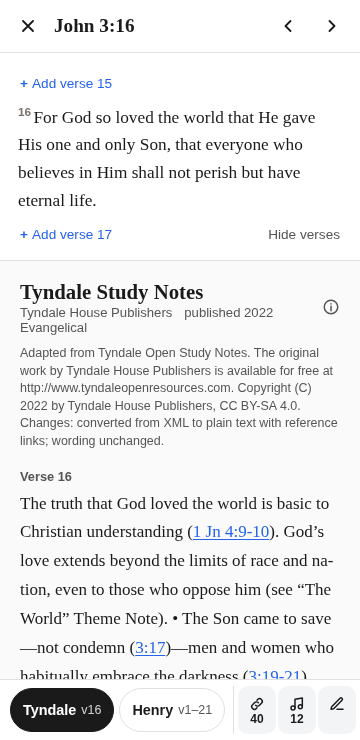 John 3:16
+ Add verse 15
16 For God so loved the world that He gave
His one and only Son, that everyone who
believes in Him shall not perish but have
eternal life.
+ Add verse 17 Hide verses
Tyndale Study Notes
Tyndale House Publishers published 2022
Evangelical
Adapted from Tyndale Open Study Notes. The original
work by Tyndale House Publishers is available for free at
http://www.tyndaleopenresources.com. Copyright (C)
2022 by Tyndale House Publishers, CC BY-SA 4.0.
Changes: converted from XML to plain text with reference
links; wording unchanged.
Verse 16
The truth that God loved the world is basic to
Christian understanding (1 Jn 4:9-10). God’s
love extends beyond the limits of race and na-
tion, even to those who oppose him (see “The
World” Theme Note). • The Son came to save
—not condemn (3:17)—men and women who
habitually embrace the darkness (3:19-21).
Tyndale v16 Henry v1–21 40 12